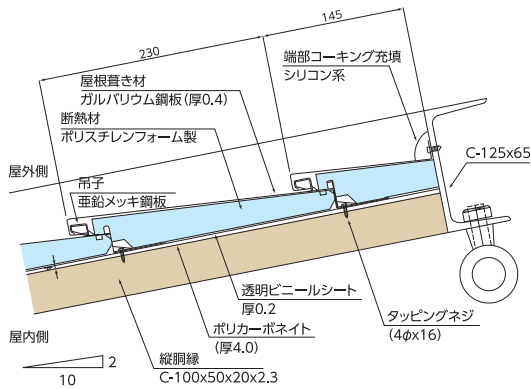 230
145
端部コーキング充填
シリコン系
屋根葺き材
ガルバリウム鋼板(厚0.4)
断熱材
ポリスチレンフォーム製
C-125x65
屋外側
吊子
亜鉛メッキ鋼板
透明ビニールシート
厚0.2
タッピングネジ
(4φx16)
ポリカーボネイト
(厚4.0)
屋内側
縦胴縁
C-100x50x20x2.3
2
10